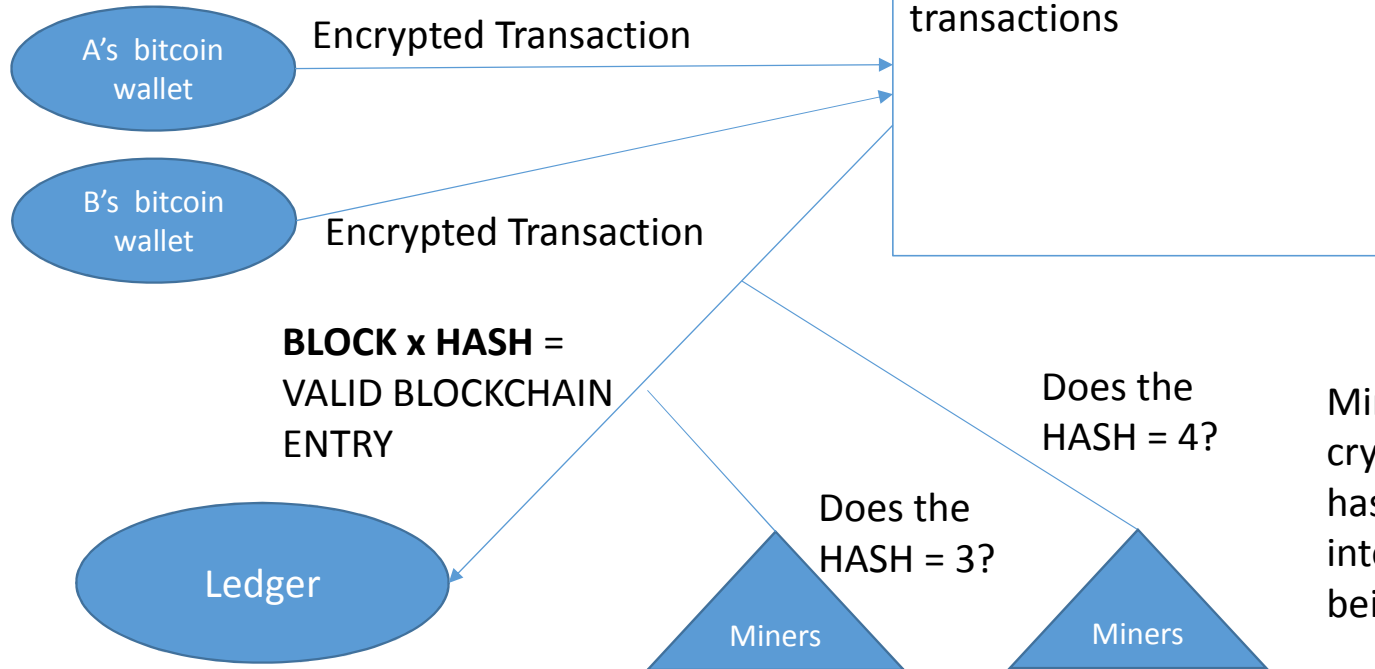 transactions
Encrypted Transaction
A's bitcoin
wallet
B's bitcoin
wallet
Encrypted Transaction
BLOCK x HASH =
VALID BLOCKCHAIN
ENTRY
Does the
HASH = 4?
Does the
HASH = 3?
Ledger
Miners
Miners